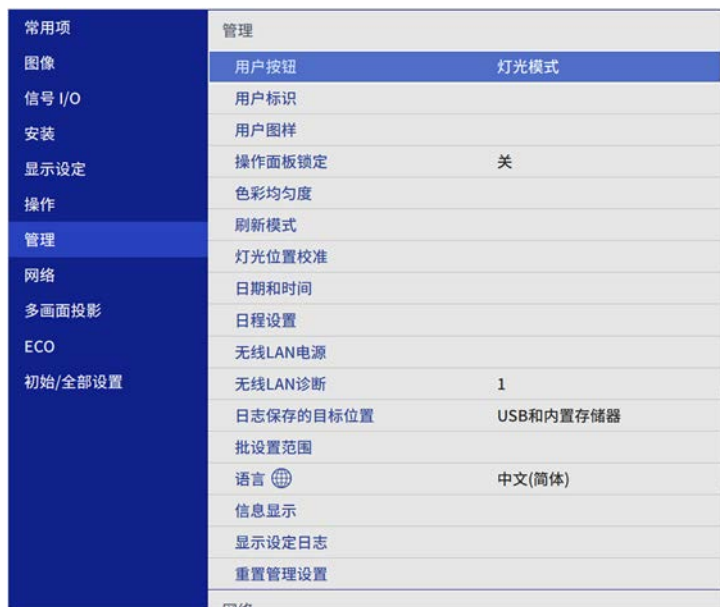 常用项
图像
信号 I/O
安装
显示设定
操作
管理
网络
多画面投影
ECO
初始/全部设置
管理
用户按钮 灯光模式
用户标识
用户图样
操作面板锁定 关
色彩均匀度
刷新模式
灯光位置校准
日期和时间
日程设置
无线LAN电源
无线LAN诊断 1
日志保存的目标位置 USB和内置存储器
批设置范围
语言 中文(简体)
信息显示
显示设定日志
重置管理设置